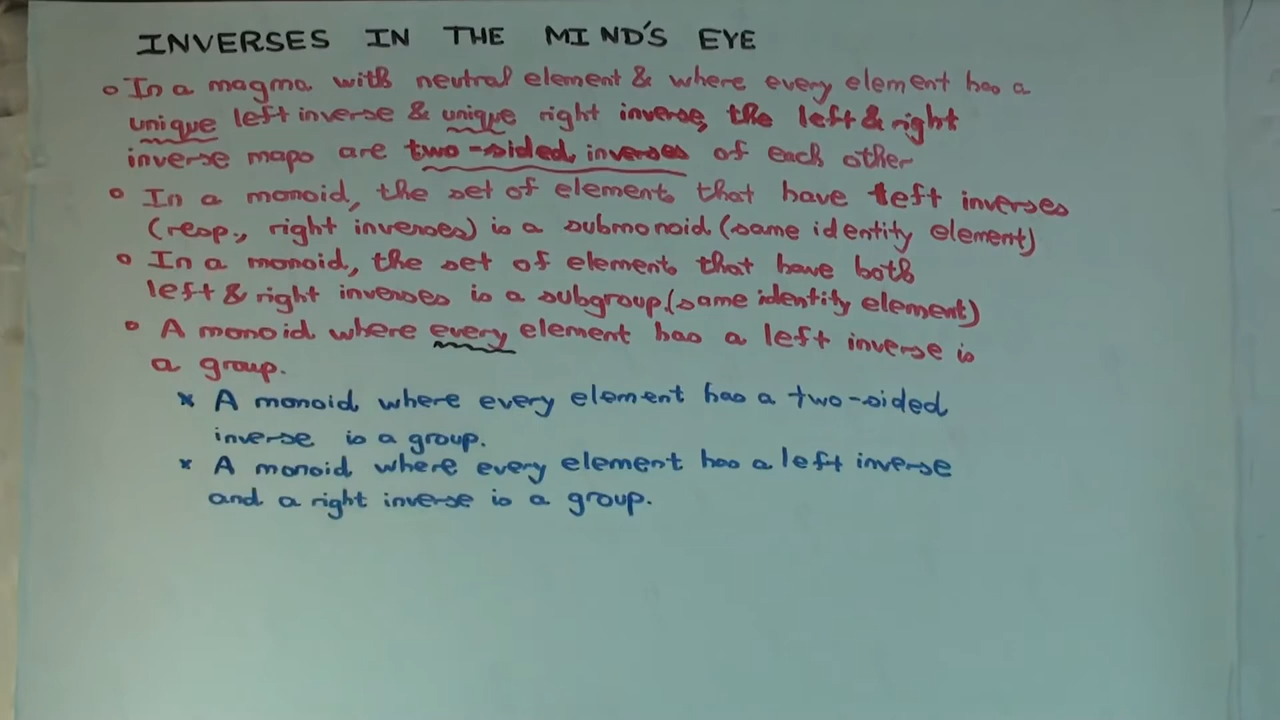 INVERSES IN THE MIND'S EYE
○ In a magma with neutral element & where every element has a
unique left inverse & unique right inverse, the left & right
inverse maps are two-sided inverses of each other
○ In a monoid, the set of elements that have left inverses
(resp., right inverses) is a submonoid (same identity element)
○ In a monoid, the set of elements that have both
left & right inverses is a subgroup. (same identity element)
○ A monoid where every element has a left inverse is
a group.
× A monoid where every element has a two-sided
inverse is a group.
× A monoid where every element has a left inverse
and a right inverse is a group.